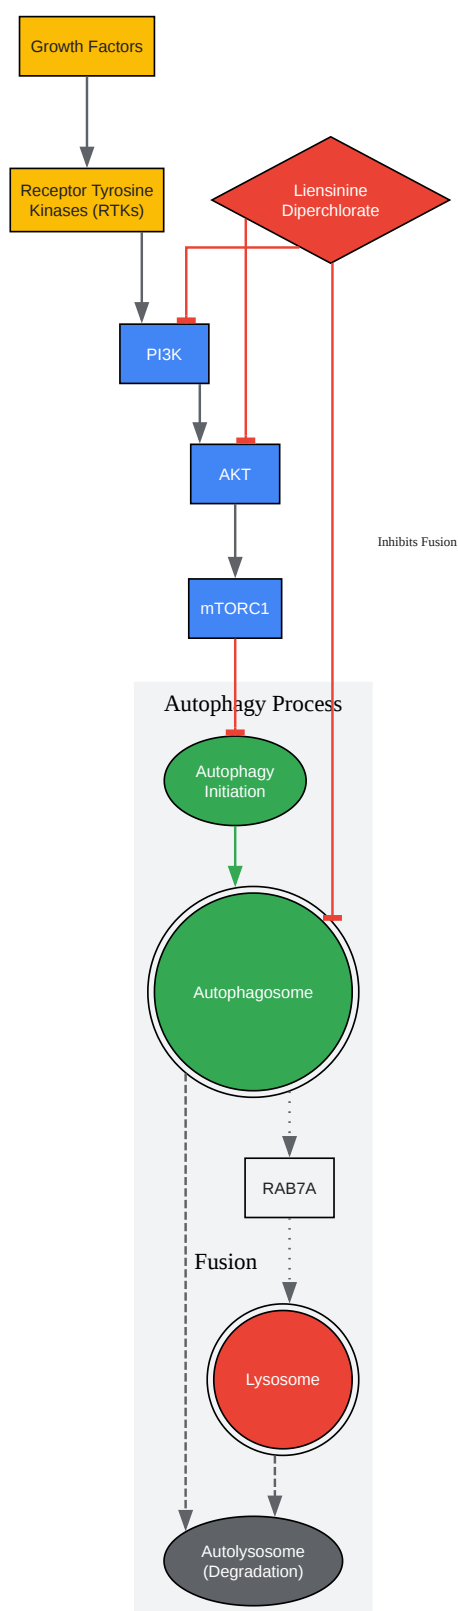 Growth Factors
Receptor Tyrosine
Kinases (RTKs)
Liensinine
Diperchlorate
PI3K
AKT
Inhibits Fusion
mTORC1
Autophagy Process
Autophagy
Initiation
Autophagosome
RAB7A
Fusion
Lysosome
Autolysosome
(Degradation)